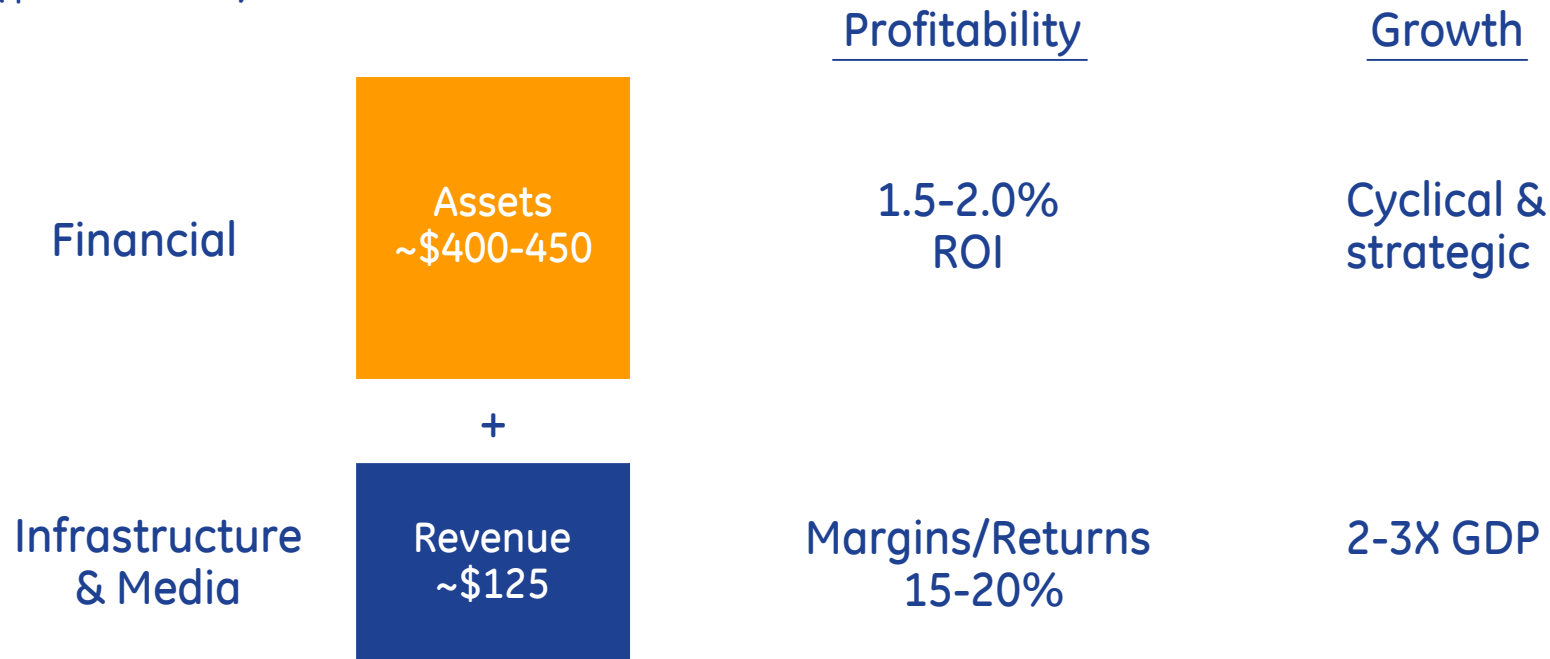 Profitability
Growth
Financial
Assets
~$400-450
1.5-2.0%
ROI
Cyclical &
strategic
+
Infrastructure
& Media
Revenue
~$125
Margins/Returns
15-20%
2-3X GDP